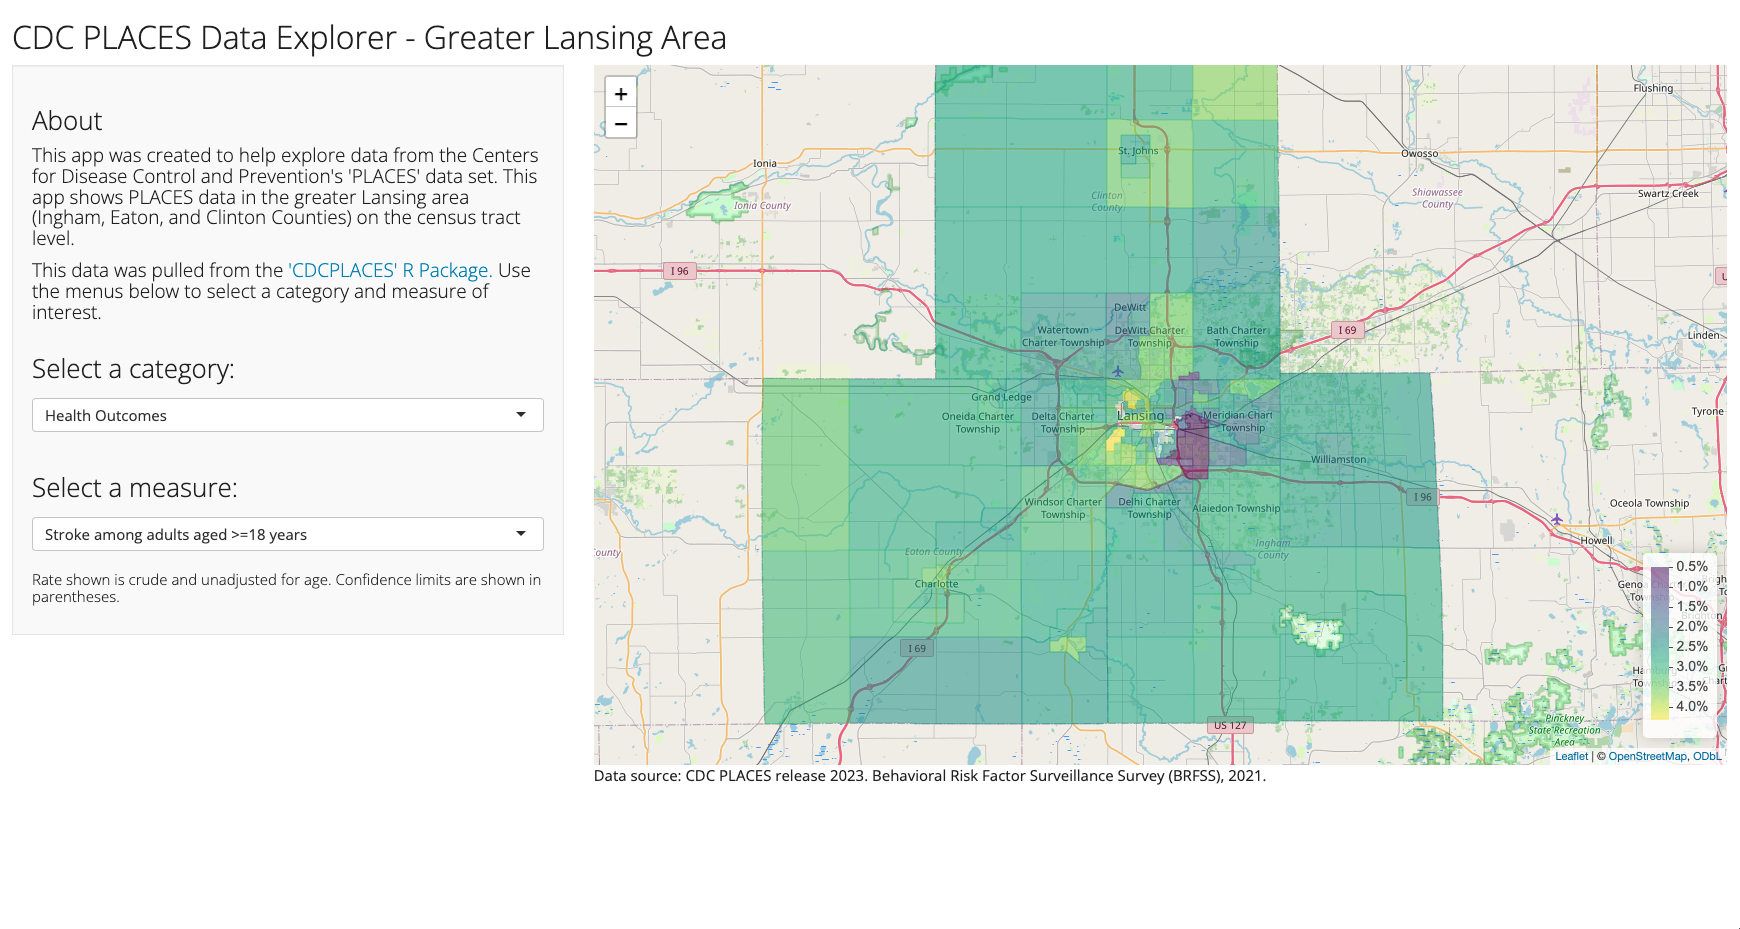 CDC PLACES Data Explorer - Greater Lansing Area
About
This app was created to help explore data from the Centers
for Disease Control and Prevention's 'PLACES' data set. This
app shows PLACES data in the greater Lansing area
(Ingham, Eaton, and Clinton Counties) on the census tract
level.
This data was pulled from the 'CDCPLACES' R Package. Use
the menus below to select a category and measure of
interest.
Select a category:
Health Outcomes
Select a measure:
Stroke among adults aged >=18 years
Rate shown is crude and unadjusted for age. Confidence limits are shown in
parentheses.
+
−
Flushing
St. Johns
Owosso
Ionia
Swartz Creek
Shiawassee
County
Ionia County
Clinton
County
I 96
DeWitt
Watertown
Charter Township
DeWitt Charter
Township
Bath Charter
Township
I 69
Linden
Grand Ledge
Oneida Charter
Township
Delta Charter
Township
Lansing
Meridian Chart
Township
Tyrone
Williamston
I 96
Windsor Charter
Township
Delhi Charter
Township
Alaiedon Township
Oceola Township
Ingham
County
Howell
Eaton County
ounty
Charlotte
I 69
US 127
Pinckney
State Recreation
Area
0.5%
1.0%
1.5%
2.0%
2.5%
3.0%
3.5%
4.0%
Leaflet | © OpenStreetMap, ODbL
Data source: CDC PLACES release 2023. Behavioral Risk Factor Surveillance Survey (BRFSS), 2021.